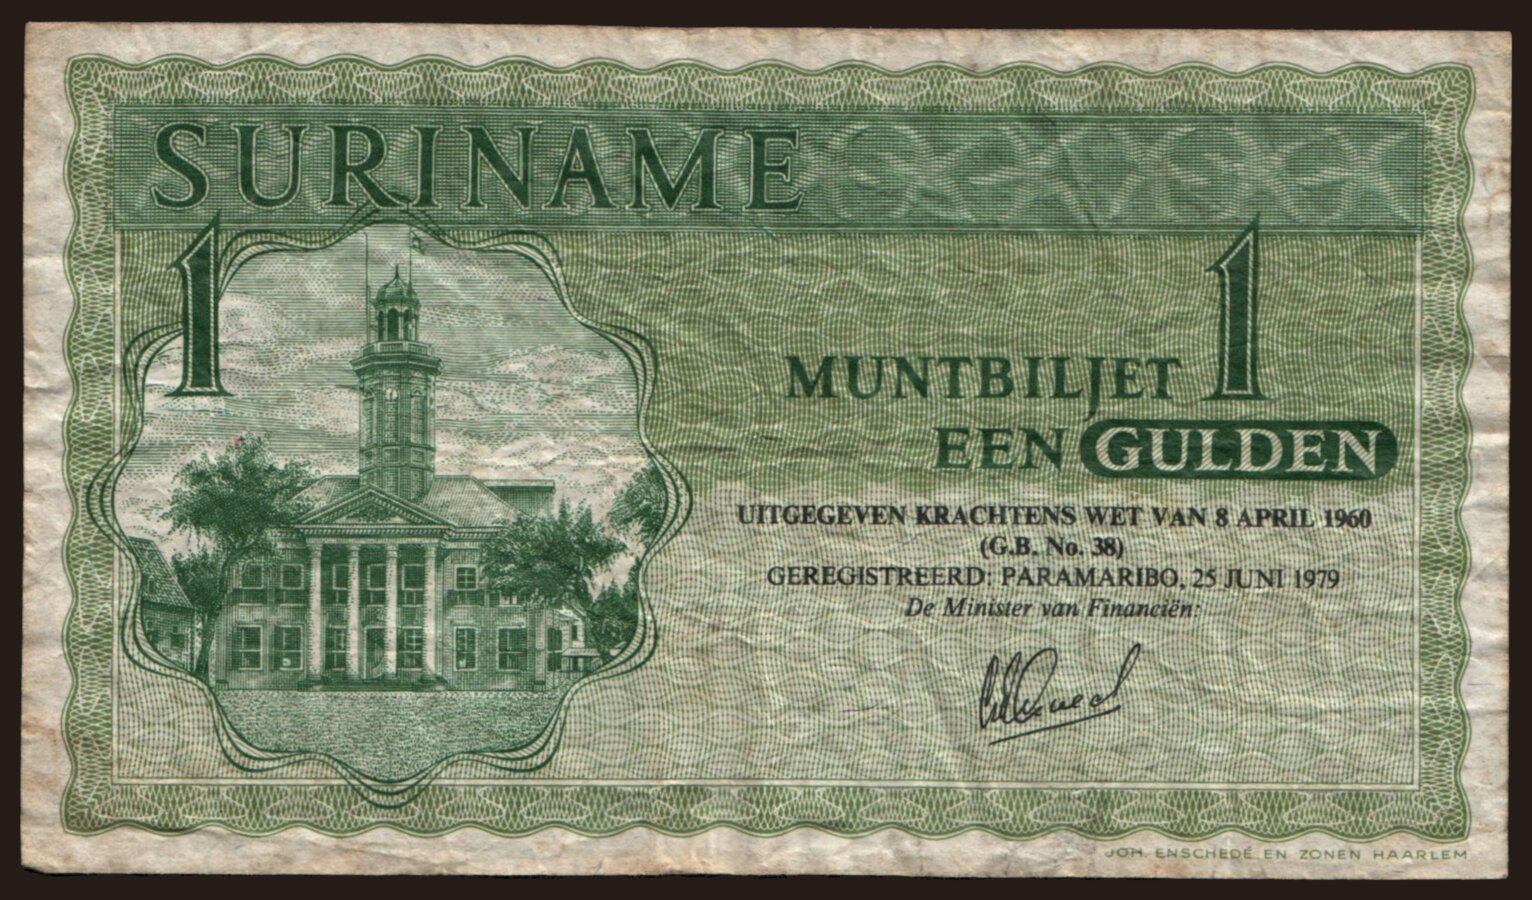 SURINAME
1
1
MUNTBILJET
EEN GULDEN
UITGEGEVEN KRACHTENS WET VAN 8 APRIL 1960
(G.B. No. 38)
GEREGISTREERD: PARAMARIBO, 25 JUNI 1979
De Minister van Financiën:
JOH. ENSCHEDÉ EN ZONEN HAARLEM